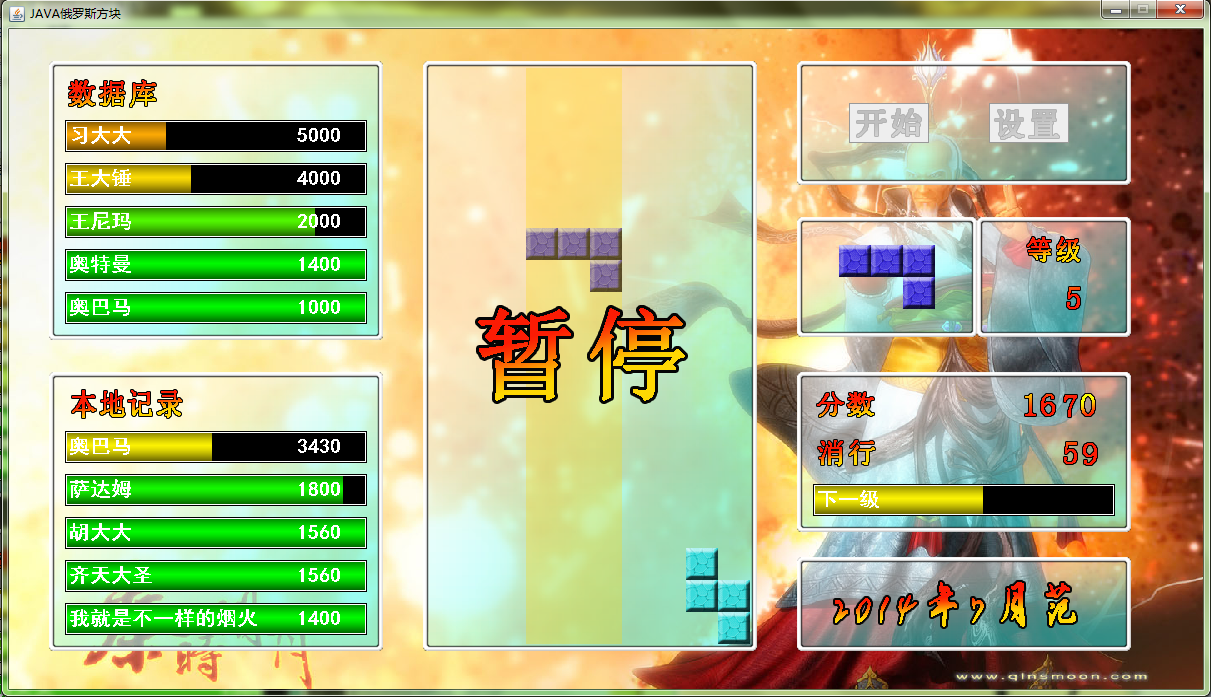 JAVA俄罗斯方块
数据库
习大大 5000
王大锤 4000
王尼玛 2000
奥特曼 1400
奥巴马 1000
本地记录
奥巴马 3430
萨达姆 1800
胡大大 1560
齐天大圣 1560
我就是不一样的烟火 1400
暂停
开始 设置
等级
5
分数 1670
消行 59
下一级
2014年7月 范
www.qinsmoon.com